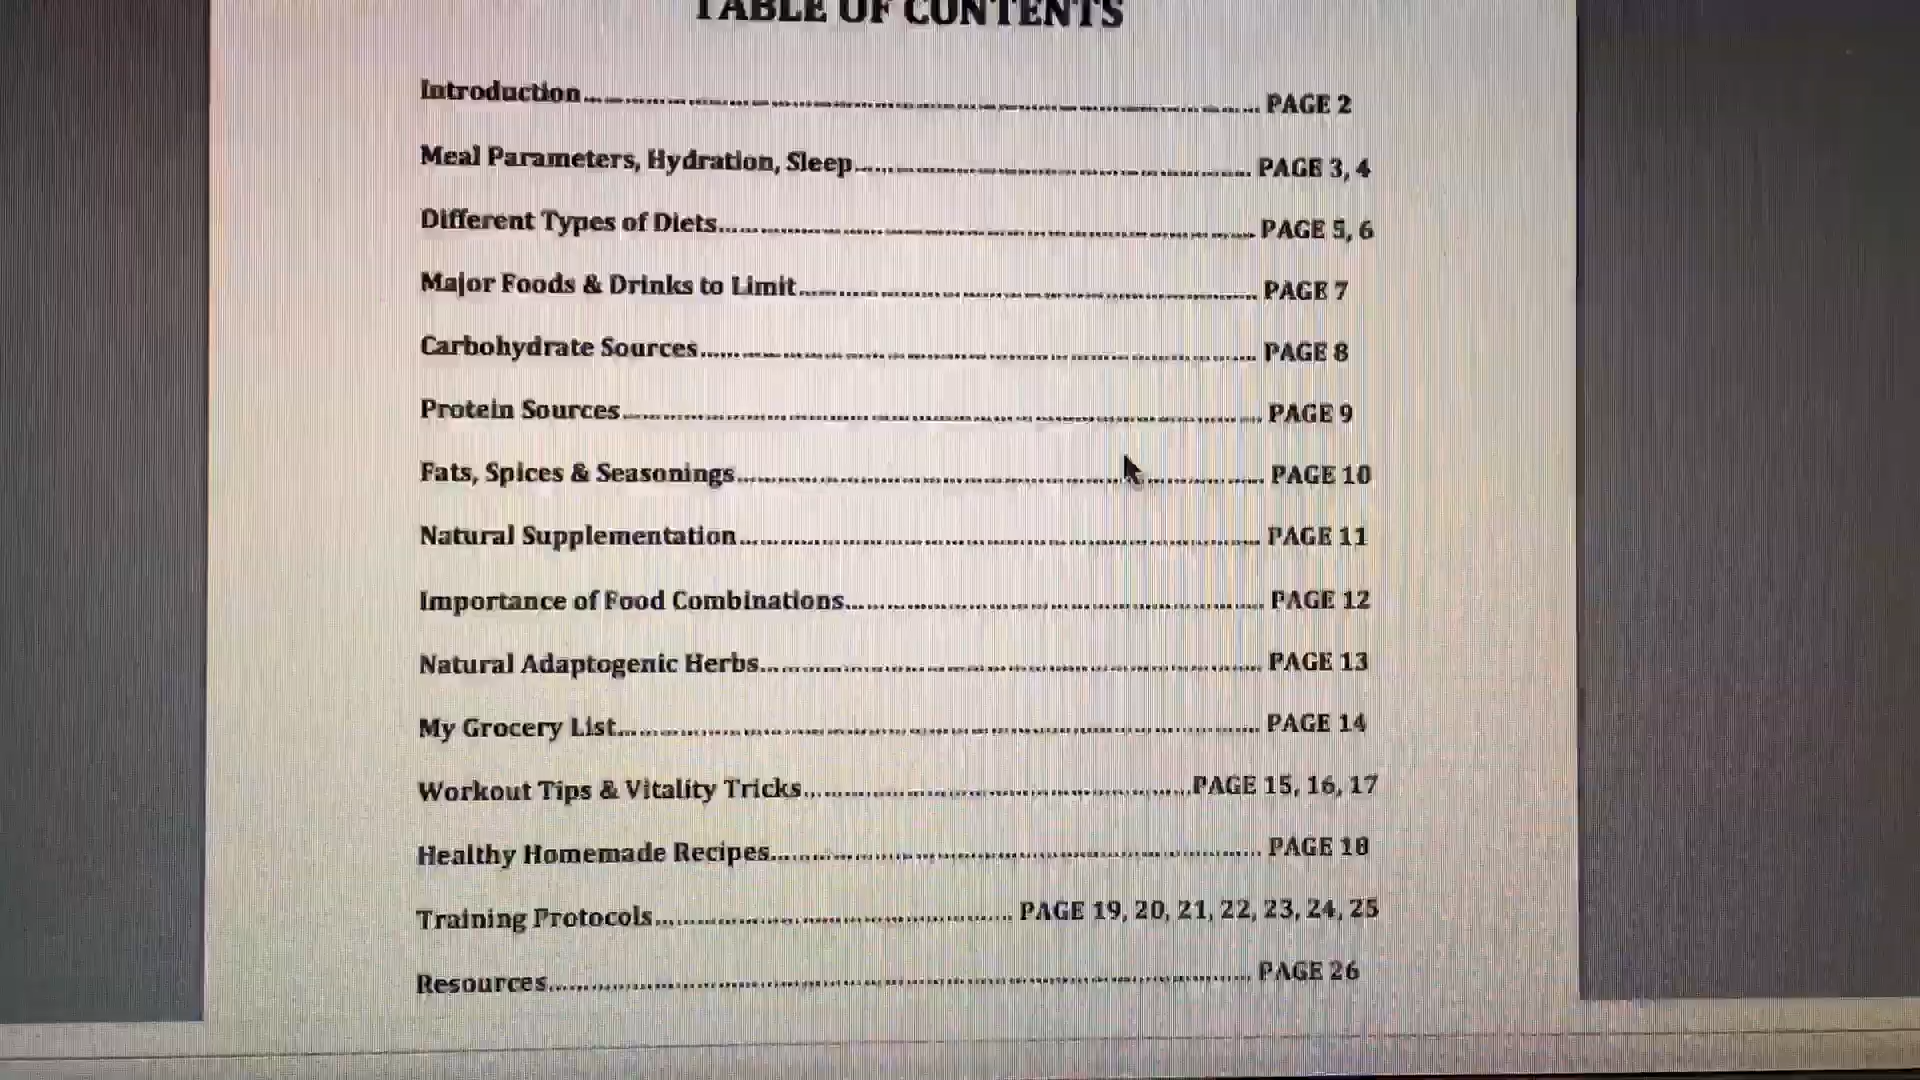 TABLE OF CONTENTS
Introduction........................................ PAGE 2
Meal Parameters, Hydration, Sleep........................................ PAGE 3, 4
Different Types of Diets........................................ PAGE 5, 6
Major Foods & Drinks to Limit........................................ PAGE 7
Carbohydrate Sources........................................ PAGE 8
Protein Sources........................................ PAGE 9
Fats, Spices & Seasonings........................................ PAGE 10
Natural Supplementation........................................ PAGE 11
Importance of Food Combinations........................................ PAGE 12
Natural Adaptogenic Herbs........................................ PAGE 13
My Grocery List........................................ PAGE 14
Workout Tips & Vitality Tricks........................................PAGE 15, 16, 17
Healthy Homemade Recipes........................................ PAGE 18
Training Protocols........................................ PAGE 19, 20, 21, 22, 23, 24, 25
Resources........................................ PAGE 26